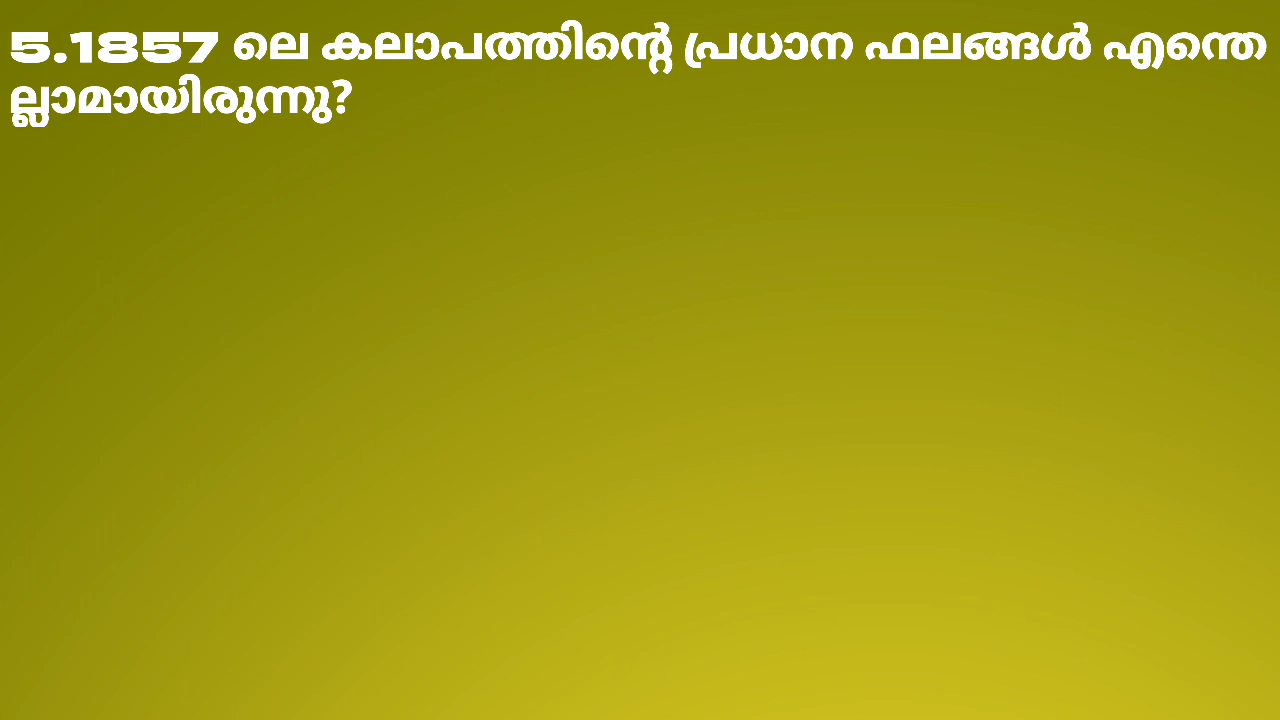 5.1857 ലെ കലാപത്തിന്റെ പ്രധാന ഫലങ്ങൾ എന്തെ
ല്ലാമായിരുന്നു?